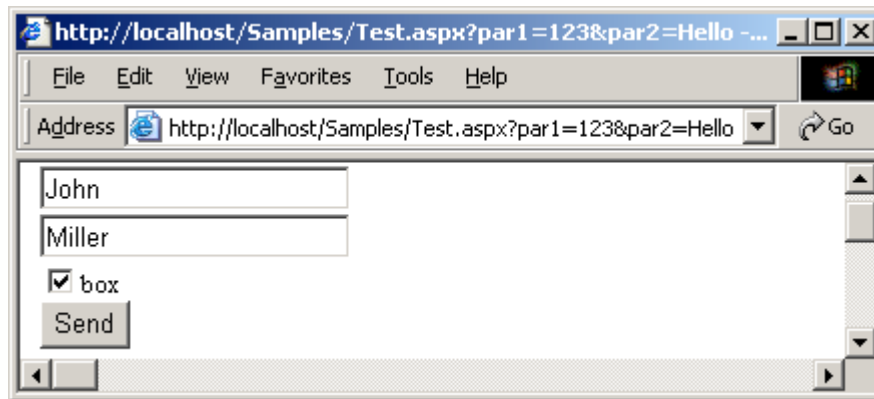 http://localhost/Samples/Test.aspx?par1=123&par2=Hello -...
File Edit View Favorites Tools Help
Address http://localhost/Samples/Test.aspx?par1=123&par2=Hello Go
John
Miller
box
Send